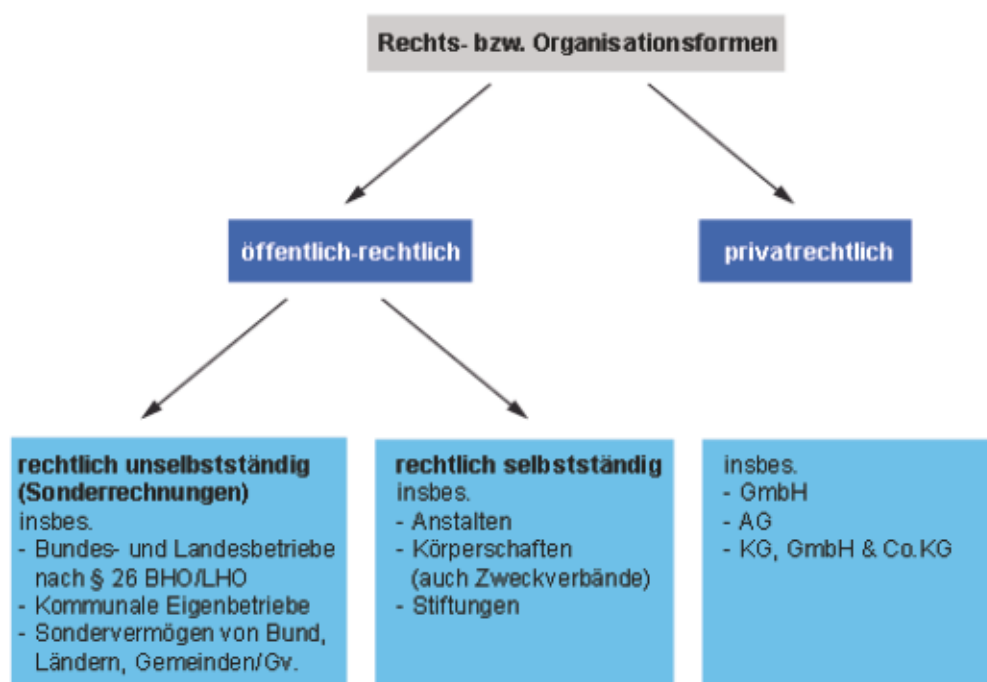 Rechts- bzw. Organisationsformen
öffentlich-rechtlich
privatrechtlich
rechtlich unselbstständig
(Sonderrechnungen)
insbes.
- Bundes- und Landesbetriebe
nach § 26 BHO/LHO
- Kommunale Eigenbetriebe
- Sondervermögen von Bund,
Ländern, Gemeinden/Gv.
rechtlich selbstständig
insbes.
- Anstalten
- Körperschaften
(auch Zweckverbände)
- Stiftungen
insbes.
- GmbH
- AG
- KG, GmbH & Co.KG